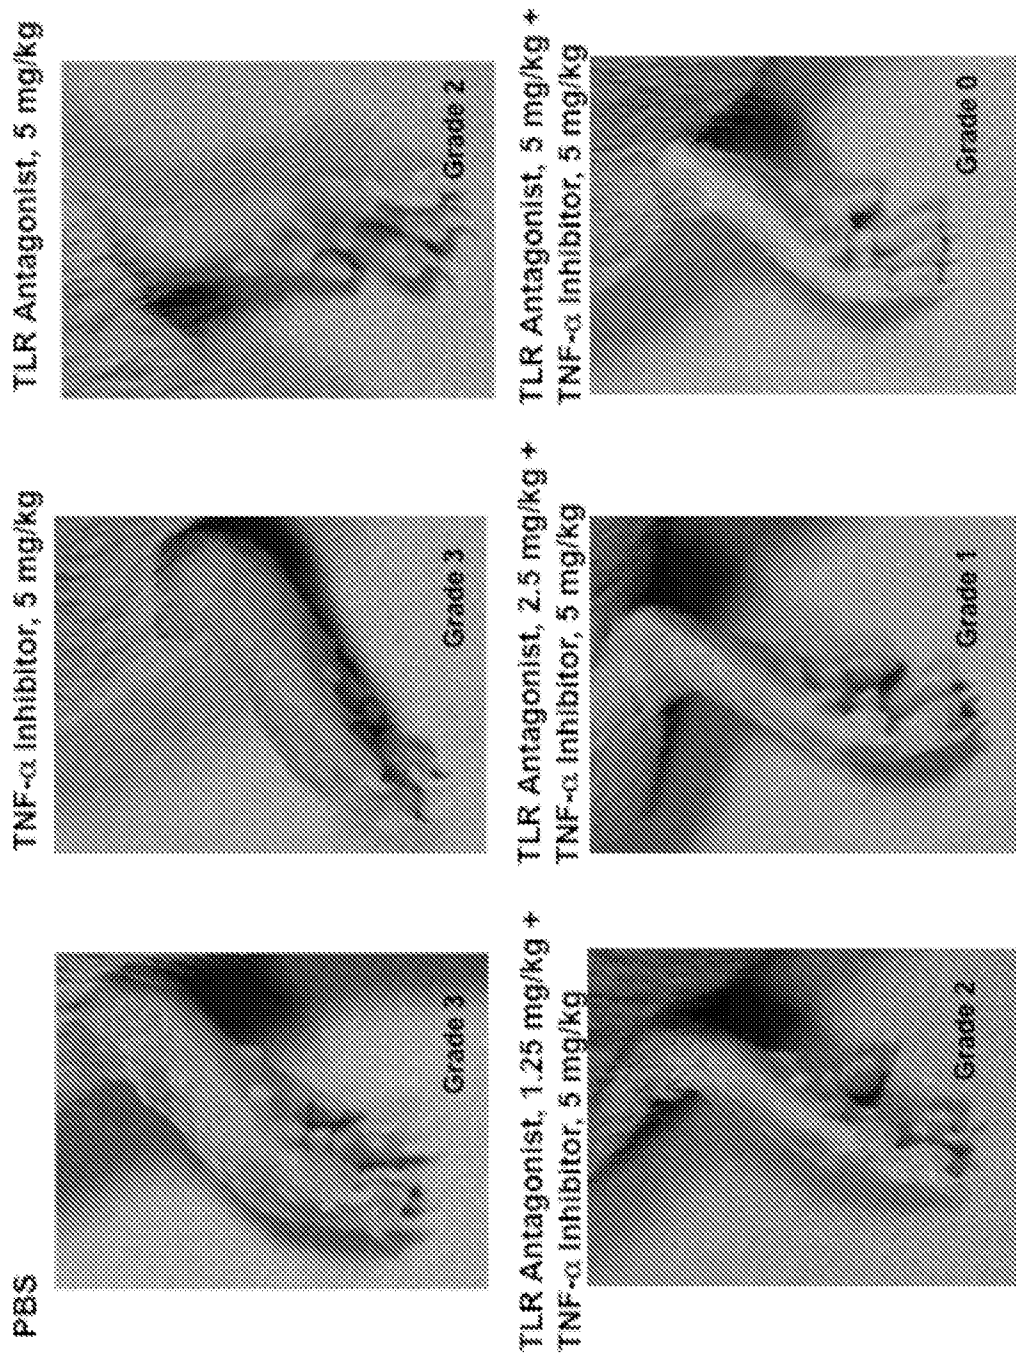 PBS
TNF-α Inhibitor, 5 mg/kg
TLR Antagonist, 5 mg/kg
Grade 3
Grade 3
Grade 2
TLR Antagonist, 1.25 mg/kg +
TNF-α Inhibitor, 5 mg/kg
TLR Antagonist, 2.5 mg/kg +
TNF-α Inhibitor, 5 mg/kg
TLR Antagonist, 5 mg/kg +
TNF-α Inhibitor, 5 mg/kg
Grade 2
Grade 1
Grade 0